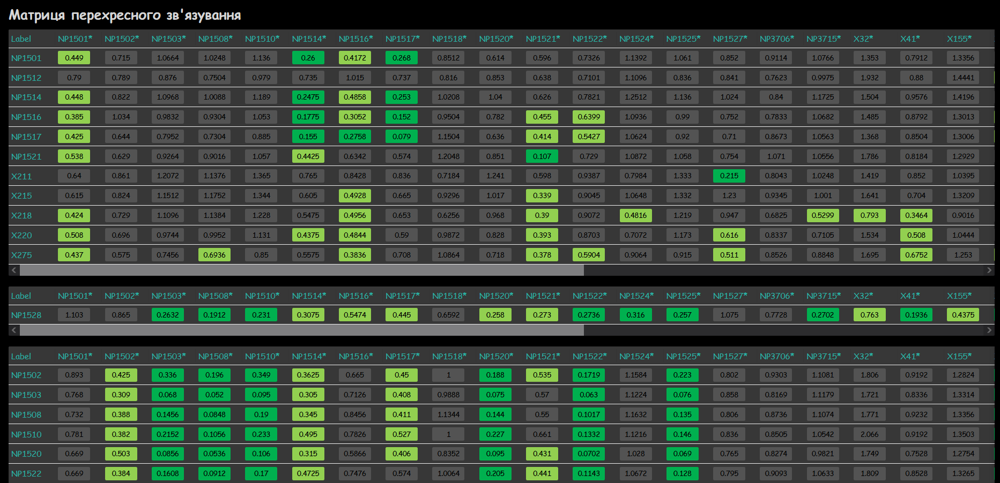 Матриця перехресного зв'язування
Label NP1501* NP1502* NP1503* NP1508* NP1510* NP1514* NP1516* NP1517* NP1518* NP1520* NP1521* NP1522* NP1524* NP1525* NP1527* NP3706* NP3715* X32* X41* X155*
NP1501 0.449 0.715 1.0664 1.0248 1.136 0.26 0.4172 0.268 0.8512 0.614 0.596 0.7326 1.1392 1.061 0.852 0.9114 1.0766 1.353 0.7912 1.3356
NP1512 0.79 0.789 0.876 0.7504 0.979 0.735 1.015 0.737 0.816 0.853 0.638 0.7101 1.1096 0.836 0.841 0.7623 0.9975 1.932 0.88 1.4441
NP1514 0.448 0.822 1.0968 1.0088 1.189 0.2475 0.4858 0.253 1.0208 1.04 0.626 0.7821 1.2512 1.136 1.024 0.84 1.1725 1.504 0.9576 1.4196
NP1516 0.385 1.034 0.9832 0.9304 1.053 0.1775 0.3052 0.152 0.9504 0.782 0.455 0.6399 1.0936 0.99 0.752 0.7833 1.0682 1.485 0.8792 1.3013
NP1517 0.425 0.644 0.7952 0.7304 0.885 0.155 0.2758 0.079 1.1504 0.636 0.414 0.5427 1.0624 0.92 0.71 0.8673 1.0563 1.368 0.8504 1.3006
NP1521 0.538 0.629 0.9264 0.9016 1.057 0.4425 0.6342 0.574 1.2048 0.851 0.107 0.729 1.0872 1.058 0.754 1.071 1.0556 1.786 0.8184 1.2929
X211 0.64 0.861 1.2072 1.1376 1.365 0.765 0.8428 0.836 0.7184 1.241 0.598 0.9387 0.7984 1.333 0.215 0.8043 1.0248 1.419 0.852 1.0395
X215 0.615 0.824 1.1512 1.1752 1.344 0.605 0.4928 0.665 0.9296 1.017 0.339 0.9045 1.0648 1.332 1.23 0.9345 1.001 1.641 0.704 1.3209
X218 0.424 0.729 1.1096 1.1384 1.228 0.5475 0.4956 0.653 0.6256 0.968 0.39 0.9072 0.4816 1.219 0.947 0.6825 0.5299 0.793 0.3464 0.9016
X220 0.508 0.696 0.9744 0.9952 1.131 0.4375 0.4844 0.59 0.9872 0.828 0.393 0.8703 0.7072 1.173 0.616 0.8337 0.7105 1.534 0.508 1.0444
X275 0.437 0.575 0.7456 0.6936 0.85 0.5575 0.3836 0.708 1.0864 0.718 0.378 0.5904 0.9064 0.915 0.511 0.8526 0.8848 1.695 0.6752 1.253
Label NP1501* NP1502* NP1503* NP1508* NP1510* NP1514* NP1516* NP1517* NP1518* NP1520* NP1521* NP1522* NP1524* NP1525* NP1527* NP3706* NP3715* X32* X41* X155*
NP1528 1.103 0.865 0.2632 0.1912 0.231 0.3075 0.5474 0.445 0.6592 0.258 0.273 0.2736 0.316 0.257 1.075 0.7728 0.2702 0.763 0.1936 0.4375
Label NP1501* NP1502* NP1503* NP1508* NP1510* NP1514* NP1516* NP1517* NP1518* NP1520* NP1521* NP1522* NP1524* NP1525* NP1527* NP3706* NP3715* X32* X41* X155*
NP1502 0.893 0.425 0.336 0.196 0.349 0.3625 0.665 0.45 1 0.188 0.535 0.1719 1.1584 0.223 0.802 0.9303 1.1081 1.806 0.9192 1.2824
NP1503 0.768 0.309 0.068 0.052 0.095 0.305 0.7126 0.408 0.9888 0.075 0.57 0.063 1.1224 0.076 0.858 0.8169 1.1179 1.721 0.8336 1.3314
NP1508 0.732 0.388 0.1456 0.0848 0.19 0.345 0.8456 0.411 1.1344 0.144 0.55 0.1017 1.1632 0.135 0.806 0.8736 1.1074 1.771 0.9232 1.3356
NP1510 0.781 0.382 0.2152 0.1056 0.233 0.495 0.7826 0.527 1 0.227 0.661 0.1332 1.1216 0.146 0.836 0.8505 1.0542 2.066 0.9192 1.3503
NP1520 0.669 0.503 0.0856 0.0536 0.106 0.315 0.5866 0.406 0.8352 0.095 0.431 0.0702 1.028 0.069 0.765 0.8274 0.9821 1.749 0.7528 1.2754
NP1522 0.669 0.384 0.1608 0.0912 0.17 0.4725 0.7476 0.574 1.0064 0.205 0.441 0.1143 1.0672 0.128 0.795 0.9093 1.0633 1.809 0.8528 1.3265